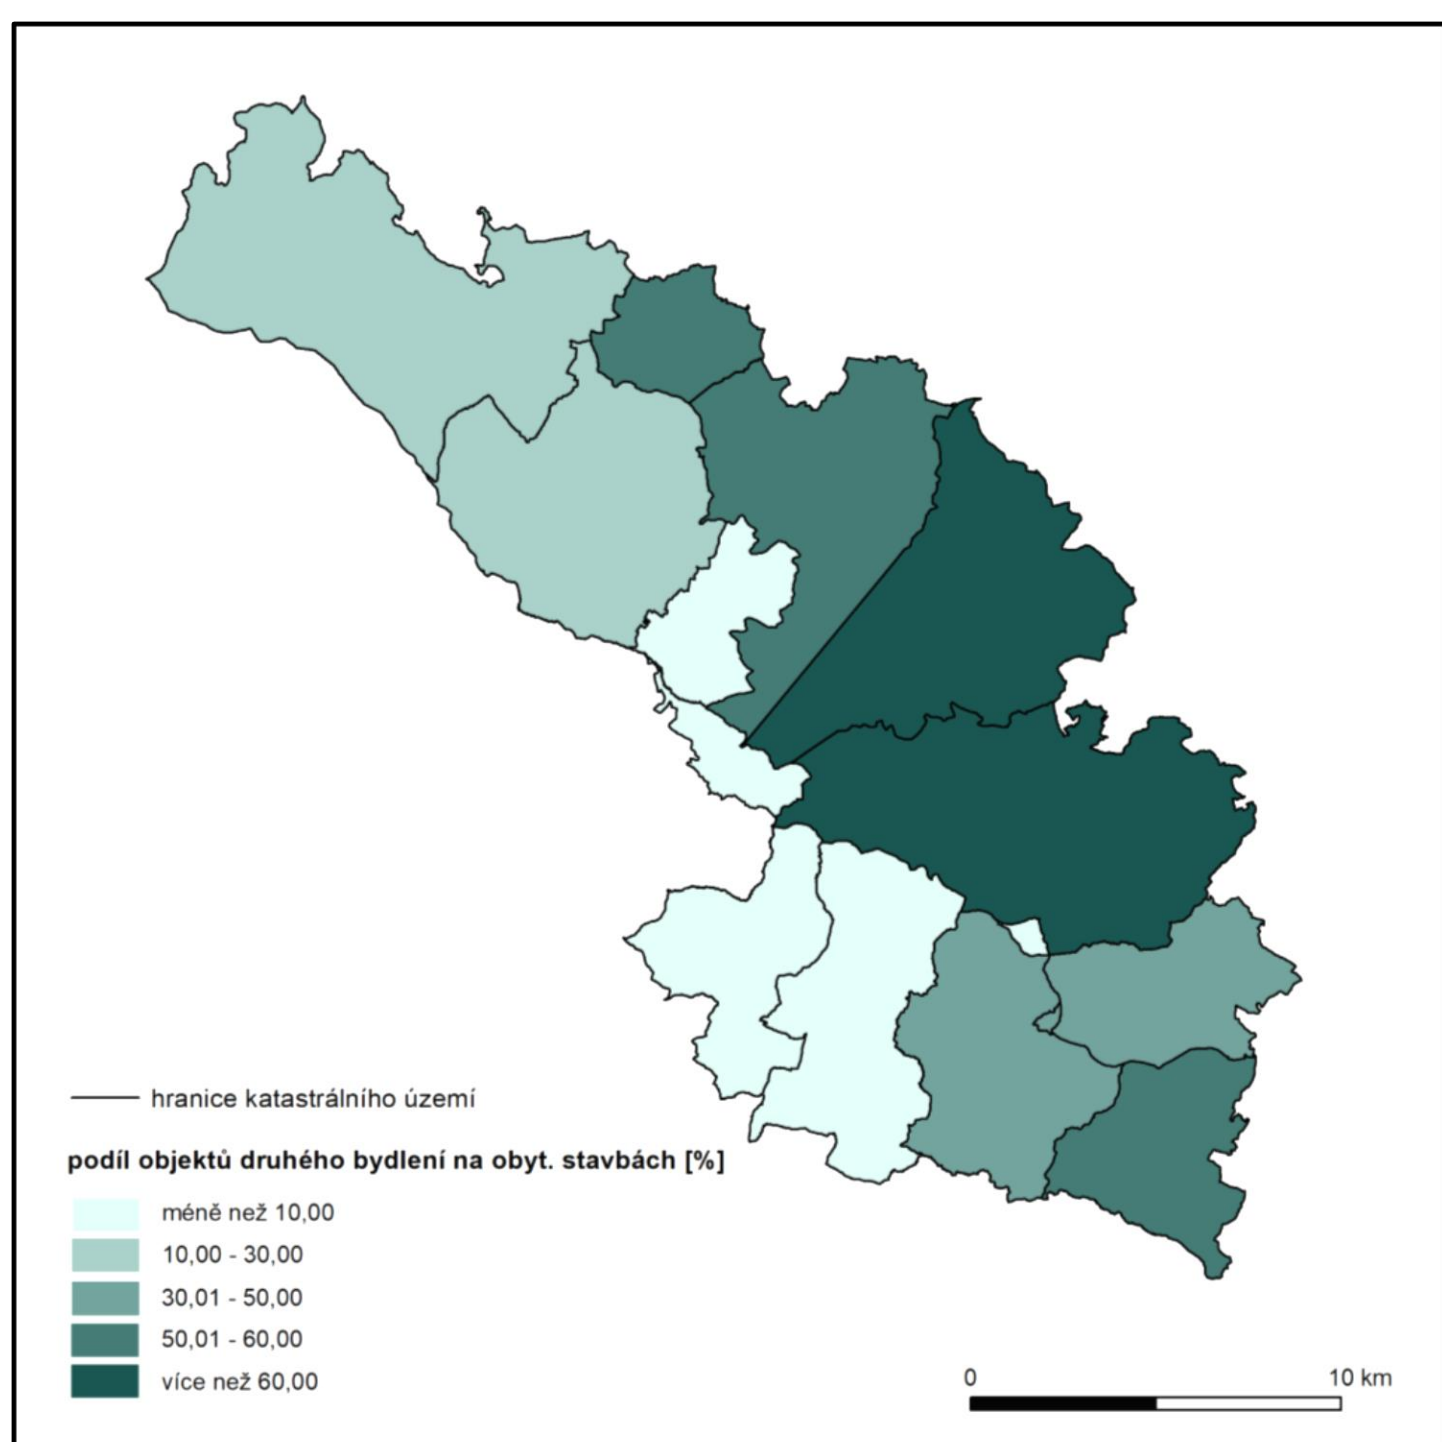 hranice katastrálního území
podíl objektů druhého bydlení na obyt. stavbách [%]
méně než 10,00
10,00 - 30,00
30,01 - 50,00
50,01 - 60,00
více než 60,00
0 10 km